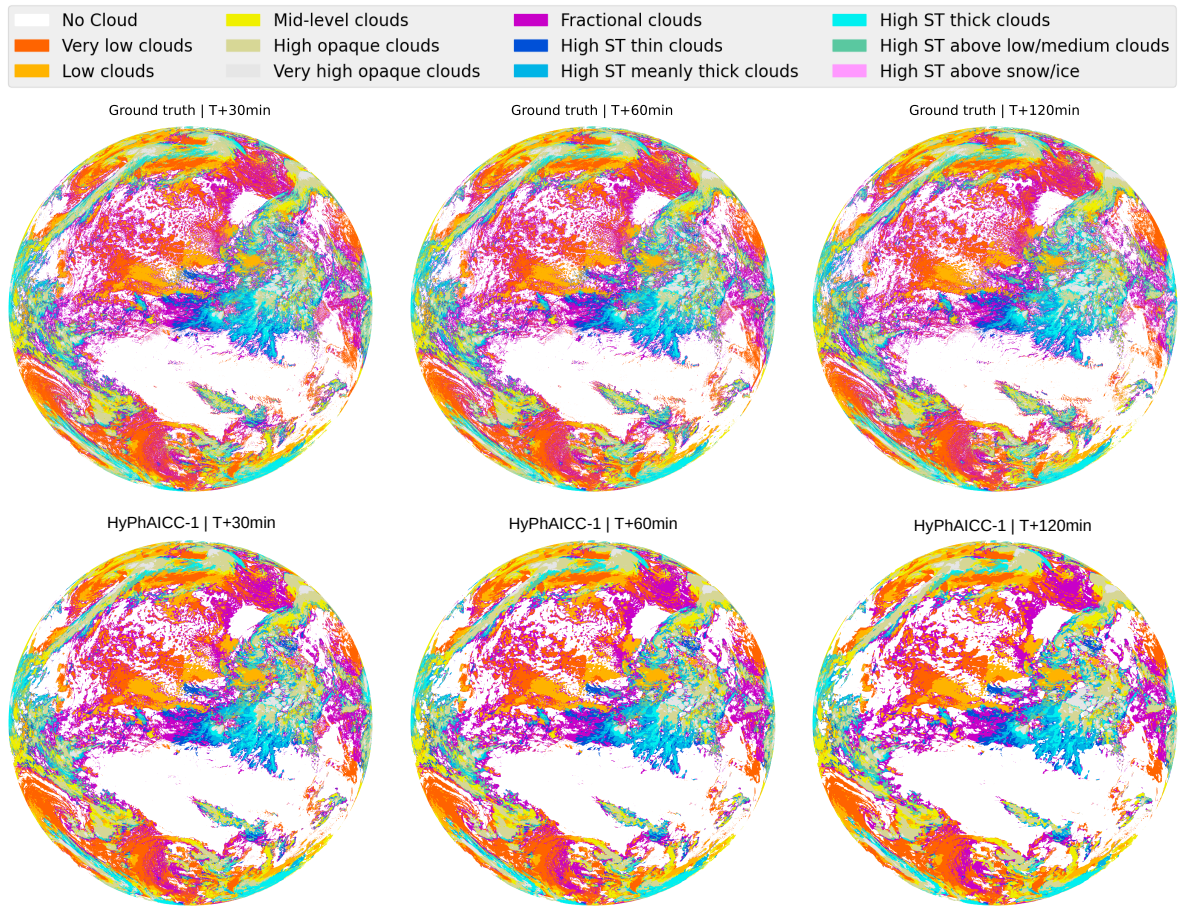 No Cloud
Very low clouds
Low clouds
Mid-level clouds
High opaque clouds
Very high opaque clouds
Fractional clouds
High ST thin clouds
High ST meanly thick clouds
High ST thick clouds
High ST above low/medium clouds
High ST above snow/ice
Ground truth | T+30min
Ground truth | T+60min
Ground truth | T+120min
HyPhAICC-1 | T+30min
HyPhAICC-1 | T+60min
HyPhAICC-1 | T+120min